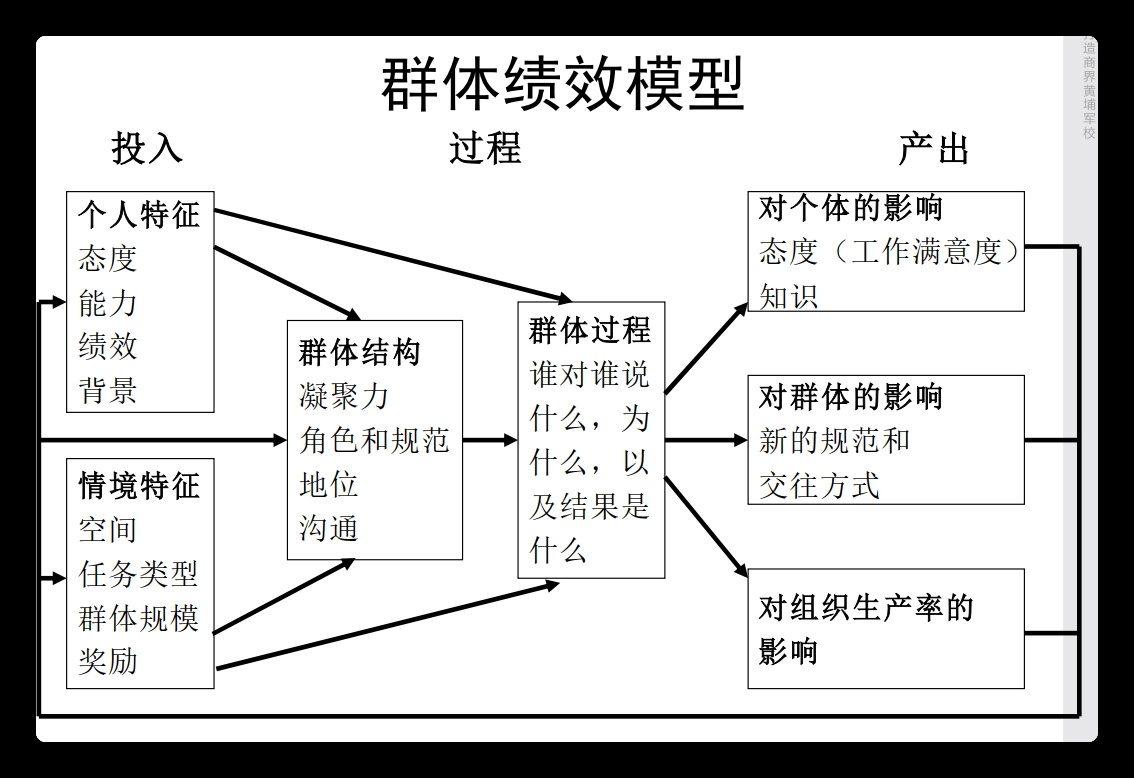 群体绩效模型
投入
过程
产出
个人特征
态度
能力
绩效
背景
情境特征
空间
任务类型
群体规模
奖励
群体结构
凝聚力
角色和规范
地位
沟通
群体过程
谁对谁说
什么，为
什么，以
及结果是
什么
对个体的影响
态度（工作满意度）
知识
对群体的影响
新的规范和
交往方式
对组织生产率的
影响
造商界黄埔军校